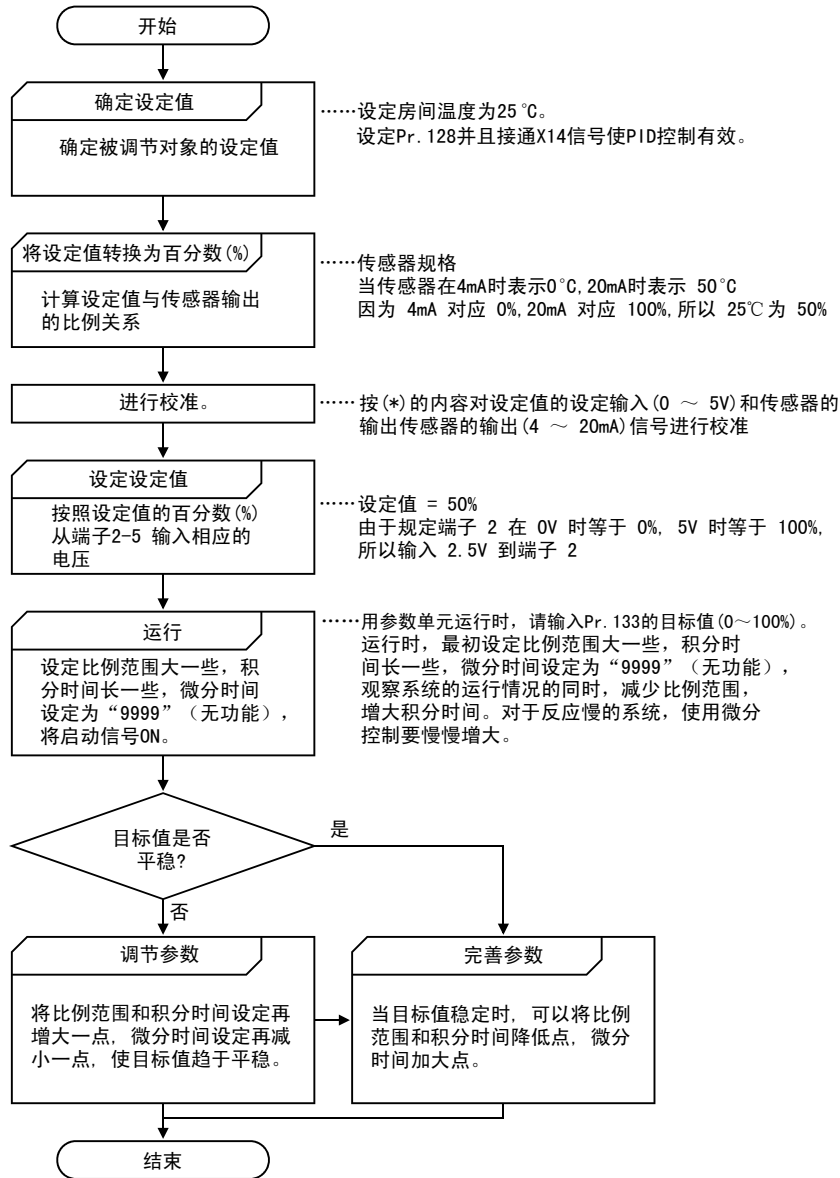 开始
确定设定值
确定被调节对象的设定值
······设定房间温度为25°C。
设定Pr.128并且接通X14信号使PID控制有效。
将设定值转换为百分数(%)
计算设定值与传感器输出
的比例关系
······传感器规格
当传感器在4mA时表示0°C,20mA时表示 50°C
因为 4mA 对应 0%,20mA 对应 100%,所以 25℃ 为 50%
进行校准。
······按(*)的内容对设定值的设定输入(0 ～ 5V)和传感器的
输出传感器的输出(4 ～ 20mA)信号进行校准
设定设定值
按照设定值的百分数(%)
从端子2-5 输入相应的
电压
······设定值 = 50%
由于规定端子 2 在 0V 时等于 0%, 5V 时等于 100%,
所以输入 2.5V 到端子 2
运行
设定比例范围大一些，积
分时间长一些，微分时间
设定为“9999”（无功能），
将启动信号ON。
······用参数单元运行时，请输入Pr.133的目标值(0～100%)。
运行时，最初设定比例范围大一些，积分时
间长一些，微分时间设定为“9999”（无功能），
观察系统的运行情况的同时，减少比例范围，
增大积分时间。对于反应慢的系统，使用微分
控制要慢慢增大。
目标值是否
平稳?
是
否
调节参数
将比例范围和积分时间设定再
增大一点, 微分时间设定再减
小一点, 使目标值趋于平稳。
完善参数
当目标值稳定时, 可以将比例
范围和积分时间降低点, 微分
时间加大点。
结束